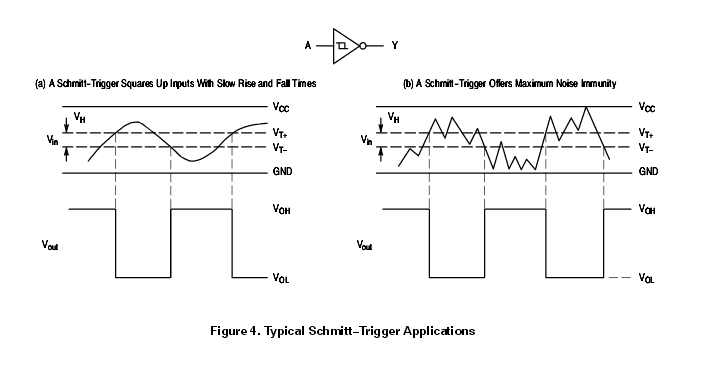 A Y
(a) A Schmitt-Trigger Squares Up Inputs With Slow Rise and Fall Times
(b) A Schmitt-Trigger Offers Maximum Noise Immunity
VH
Vin
VCC
VT+
VT-
GND
Vout
VOH
VOL
VH
Vin
VCC
VT+
VT-
GND
Vout
VOH
VOL
Figure 4. Typical Schmitt-Trigger Applications